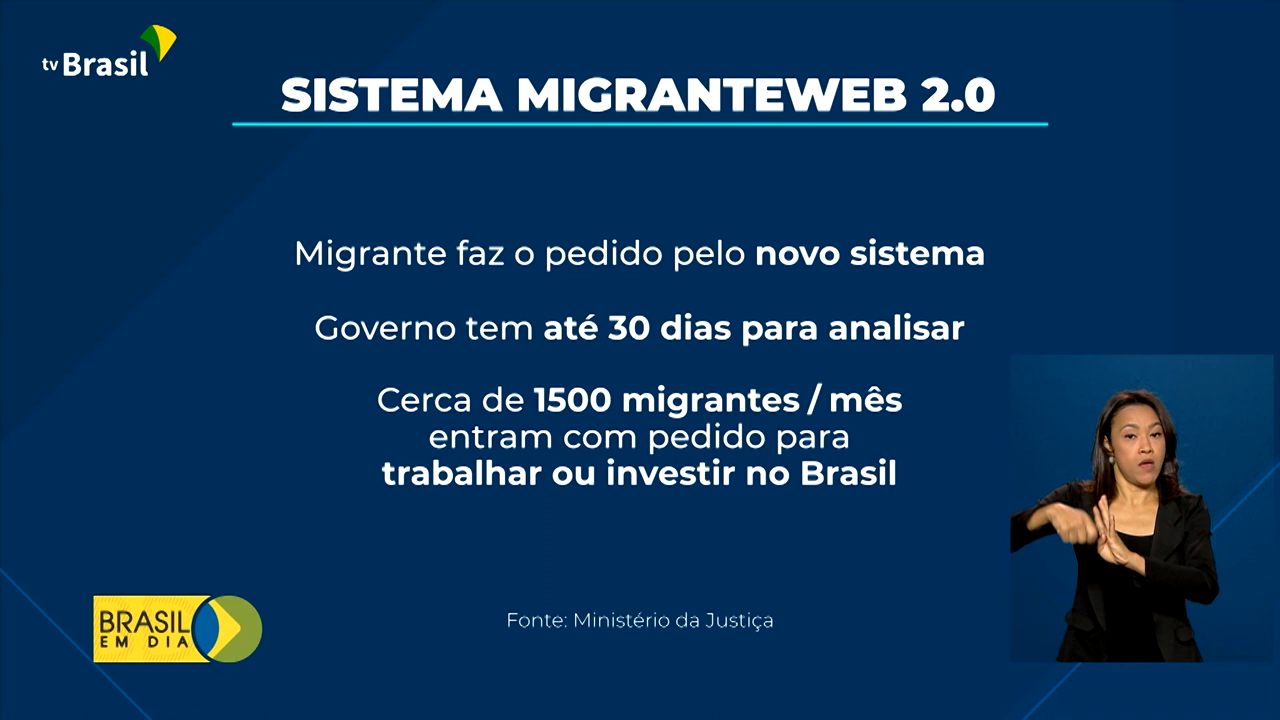 tv Brasil
SISTEMA MIGRANTEWEB 2.0
Migrante faz o pedido pelo novo sistema
Governo tem até 30 dias para analisar
Cerca de 1500 migrantes / mês
entram com pedido para
trabalhar ou investir no Brasil
BRASIL
EM DIA
Fonte: Ministério da Justiça